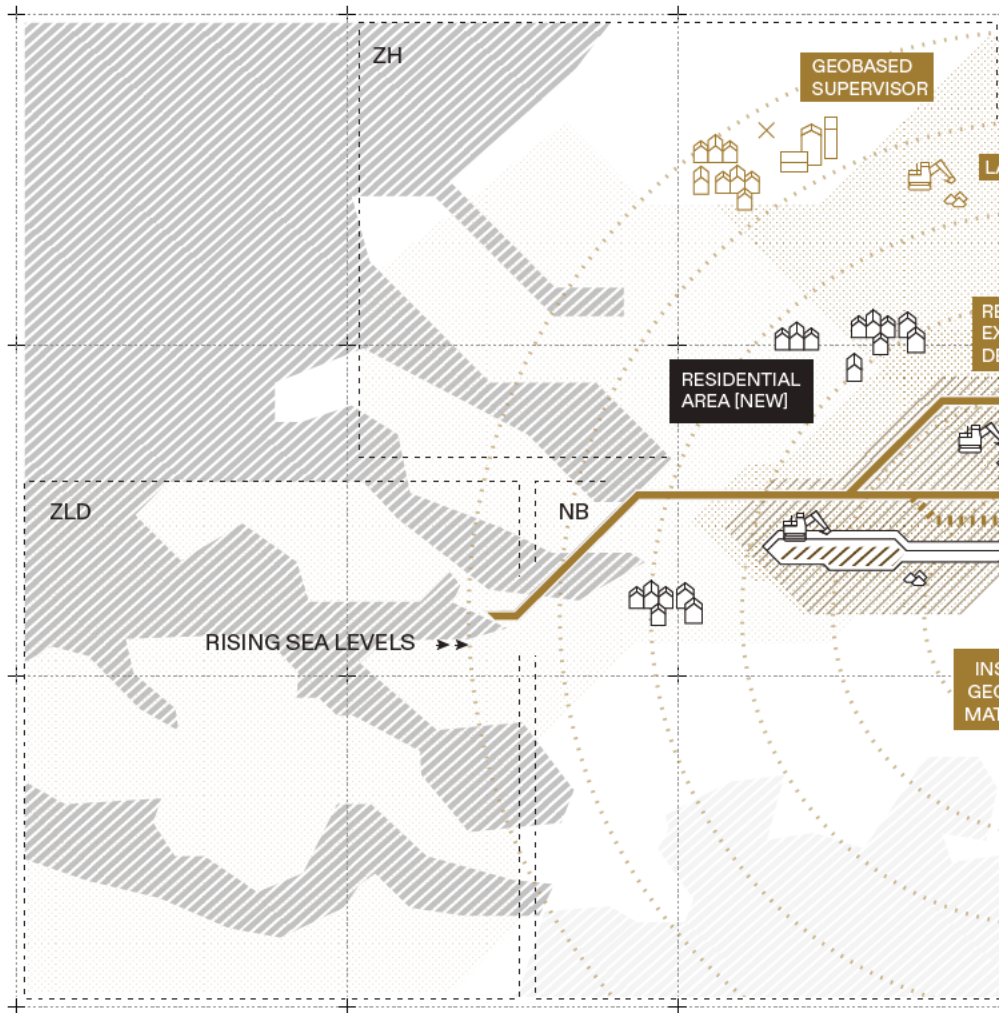 ZH
GEOBASED
SUPERVISOR
RESIDENTIAL
AREA [NEW]
ZLD
NB
RISING SEA LEVELS